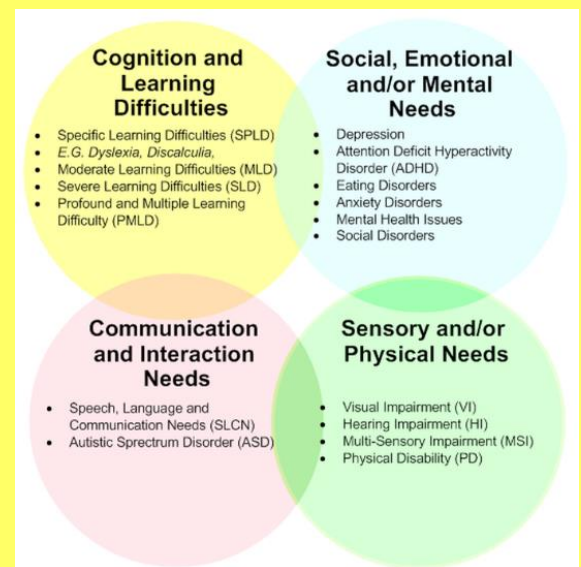 Cognition and
Learning
Difficulties
• Specific Learning Difficulties (SPLD)
• E.G. Dyslexia, Discalculia,
• Moderate Learning Difficulties (MLD)
• Severe Learning Difficulties (SLD)
• Profound and Multiple Learning
Difficulty (PMLD)
Social, Emotional
and/or Mental
Needs
• Depression
• Attention Deficit Hyperactivity
Disorder (ADHD)
• Eating Disorders
• Anxiety Disorders
• Mental Health Issues
• Social Disorders
Communication
and Interaction
Needs
• Speech, Language and
Communication Needs (SLCN)
• Autistic Sprectrum Disorder (ASD)
Sensory and/or
Physical Needs
• Visual Impairment (VI)
• Hearing Impairment (HI)
• Multi-Sensory Impairment (MSI)
• Physical Disability (PD)